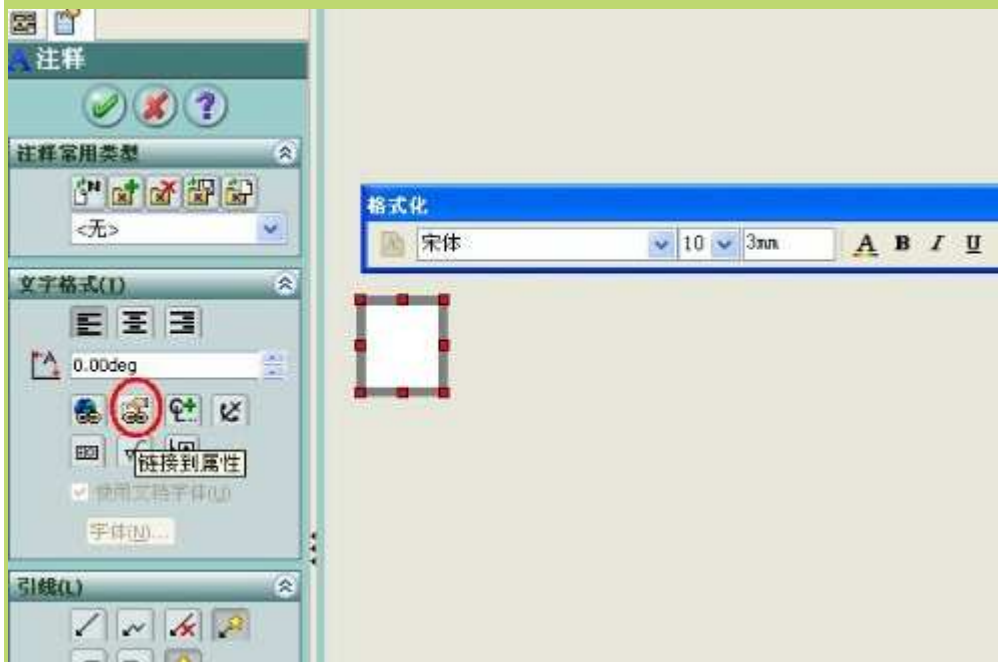 注释
注释常用类型
<无>
格式化
宋体 10 3mm A B I U
文字格式(T)
0.00deg
链接到属性
使用文档字体(U)
字体(N)...
引线(L)